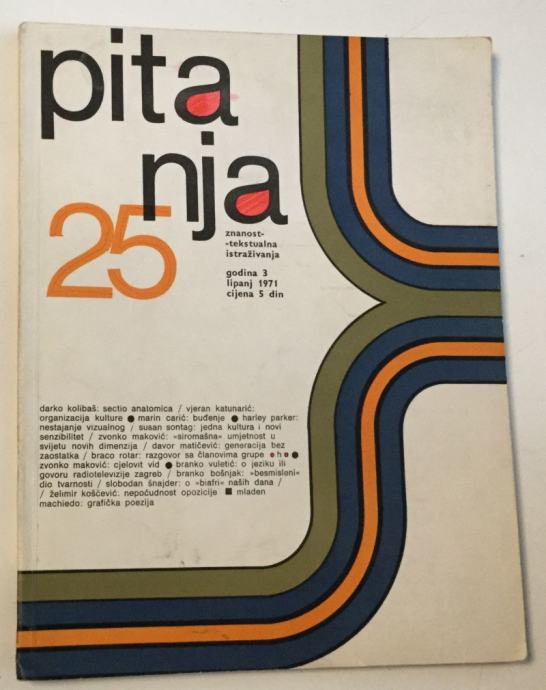 pita
nja
25
znanost-
-tekstualna
istraživanja
godina 3
lipanj 1971
cijena 5 din
darko kolibaš: sectio anatomica / vjeran katunarić:
organizacija kulture ● marin carić: buđenje ● harley parker:
nestajanje vizualnog / susan sontag: jedna kultura i novi
senzibilitet / zvonko maković: »siromašna« umjetnost u
svijetu novih dimenzija / davor matičević: generacija bez
zaostatka / braco rotar: razgovor sa članovima grupe ● h ● ●
zvonko maković: cjelovit vid ● branko vuletić: o jeziku ili
govoru radiotelevizije zagreb / branko bošnjak: »besmisleni«
dio tvarnosti / slobodan šnajder: o »biafri« naših dana /
/ želimir koščević: nepoćudnost opozicije ■ mladen
machiedo: grafička poezija